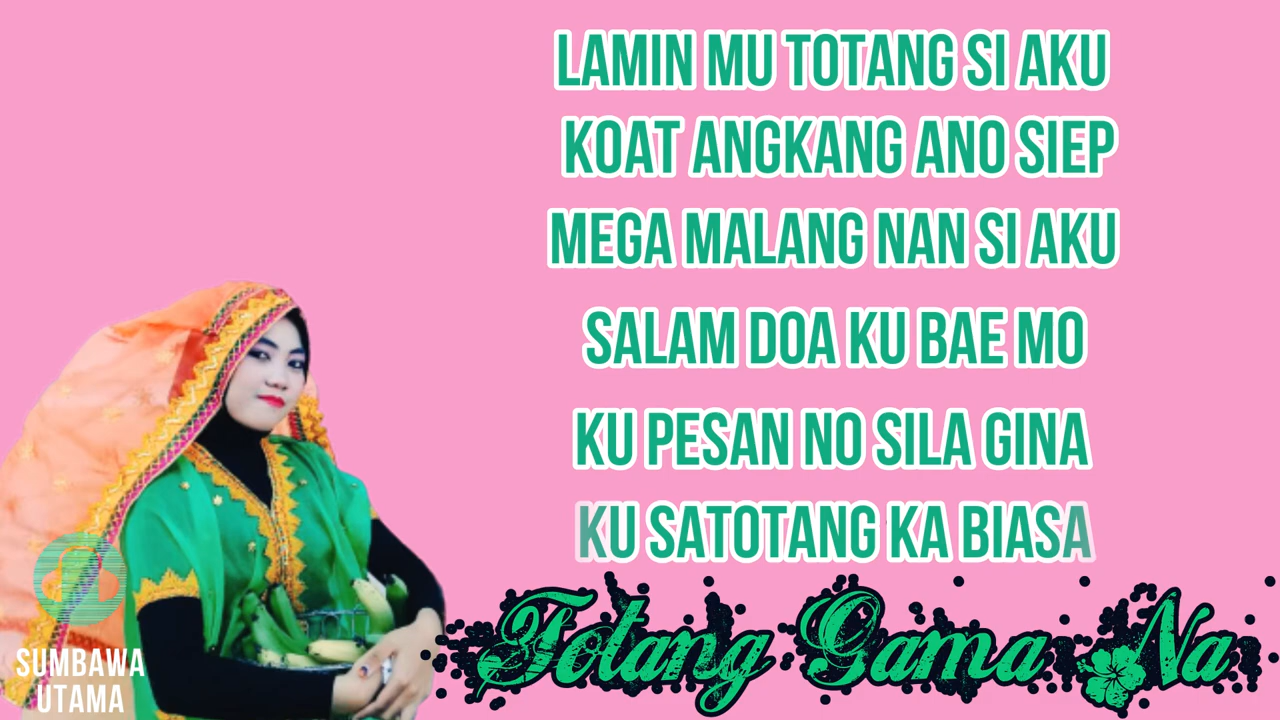 LAMIN MU TOTANG SI AKU
KOAT ANGKANG ANO SIEP
MEGA MALANG NAN SI AKU
SALAM DOA KU BAE MO
KU PESAN NO SILA GINA
KU SATOTANG KA BIASA
Totang Gama Na
SUMBAWA
UTAMA